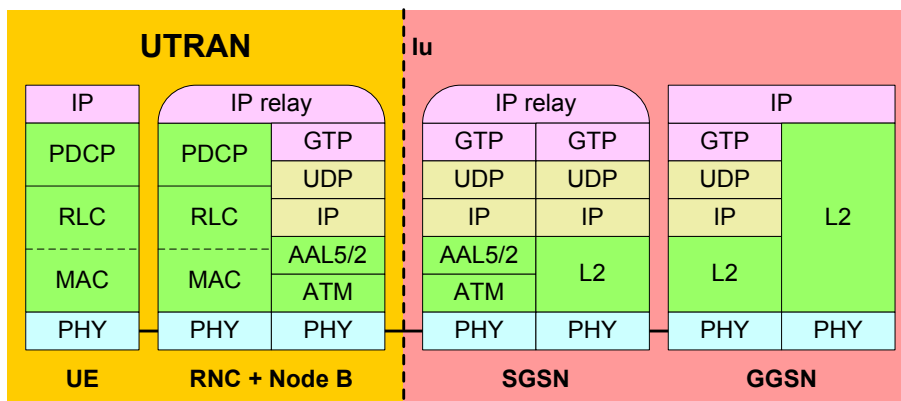 UTRAN
Iu
IP
IP relay
IP relay
IP
PDCP
PDCP
GTP
GTP
GTP
GTP
UDP
UDP
UDP
UDP
RLC
RLC
IP
IP
IP
IP
L2
MAC
MAC
AAL5/2
AAL5/2
L2
L2
ATM
ATM
PHY
PHY
PHY
PHY
PHY
PHY
PHY
UE
RNC + Node B
SGSN
GGSN